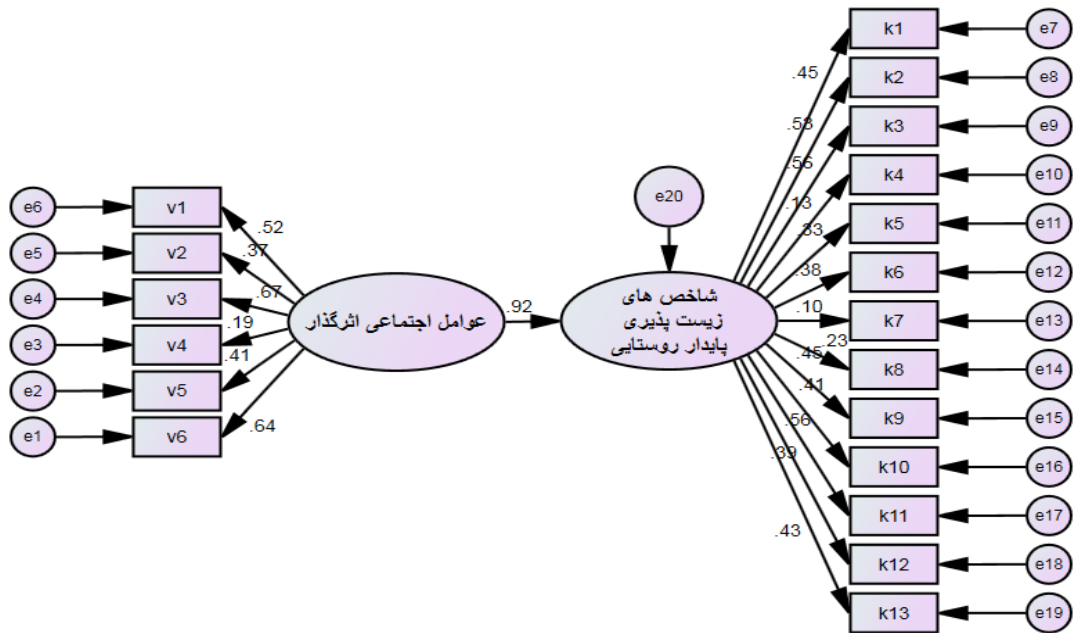 k1
e7
.45
k2
e8
.53
k3
e9
.56
k4
e10
.13
k5
e11
.33
k6
e12
.38
k7
e13
.10
k8
e14
.23
k9
e15
.45
k10
e16
.41
k11
e17
.56
k12
e18
.39
k13
e19
.43
e20
شاخص های
زیست پذیری
پایدار روستایی
.92
عوامل اجتماعی اثرگذار
e6
v1
.52
e5
v2
.37
e4
v3
.67
e3
v4
.19
e2
v5
.41
e1
v6
.64